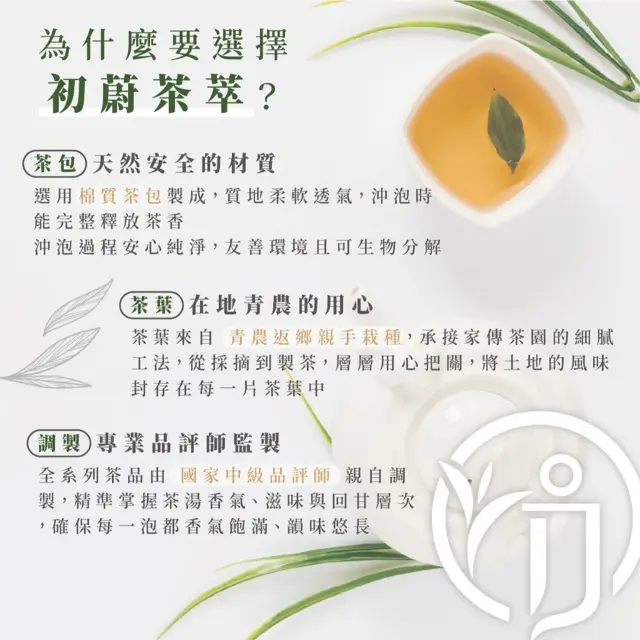 為什麼要選擇
初蔚茶萃?
茶包 天然安全的材質
選用棉質茶包製成,質地柔軟透氣,沖泡時
能完整釋放茶香
沖泡過程安心純淨,友善環境且可生物分解
茶葉 在地青農的用心
茶葉來自 青農返鄉親手栽種,承接家傳茶園的細膩
工法,從採摘到製茶,層層用心把關,將土地的風味
封存在每一片茶葉中
調製 專業品評師監製
全系列茶品由 國家中級品評師 親自調
製,精準掌握茶湯香氣、滋味與回甘層次
,確保每一泡都香氣飽滿、韻味悠長